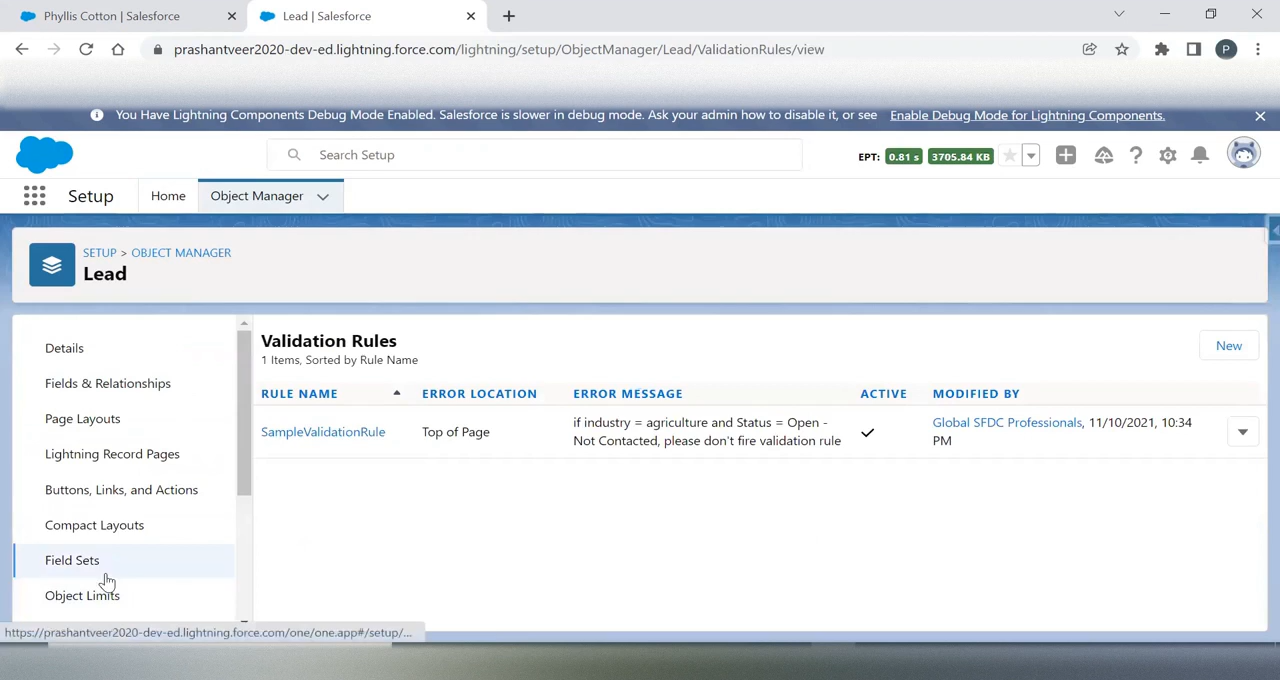 Phyllis Cotton | Salesforce
Lead | Salesforce
prashantveer2020-dev-ed.lightning.force.com/lightning/setup/ObjectManager/Lead/ValidationRules/view
P
You Have Lightning Components Debug Mode Enabled. Salesforce is slower in debug mode. Ask your admin how to disable it, or see Enable Debug Mode for Lightning Components.
Search Setup
EPT: 0.81 s 3705.84 KB
Setup
Home
Object Manager
SETUP > OBJECT MANAGER
Lead
Details
Fields & Relationships
Page Layouts
Lightning Record Pages
Buttons, Links, and Actions
Compact Layouts
Field Sets
Object Limits
Validation Rules
1 Items, Sorted by Rule Name
New
RULE NAME ERROR LOCATION ERROR MESSAGE ACTIVE MODIFIED BY
SampleValidationRule
Top of Page
if industry = agriculture and Status = Open -
Not Contacted, please don't fire validation rule
Global SFDC Professionals, 11/10/2021, 10:34
PM
https://prashantveer2020-dev-ed.lightning.force.com/one/one.app#/setup/...